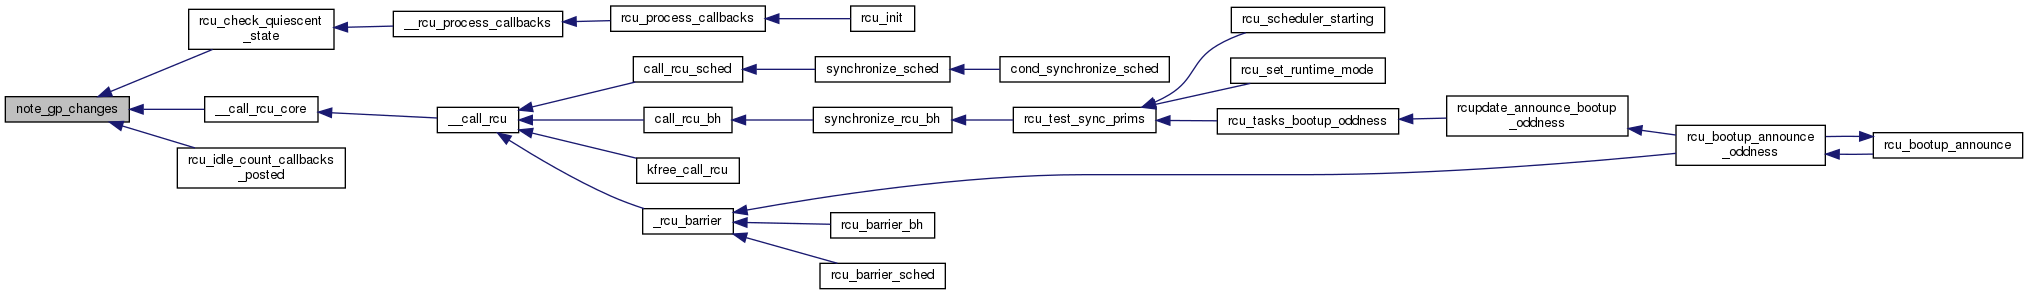 note_gp_changes
rcu_check_quiescent
_state
__rcu_process_callbacks
rcu_process_callbacks
rcu_init
__call_rcu_core
__call_rcu
call_rcu_sched
synchronize_sched
cond_synchronize_sched
call_rcu_bh
synchronize_rcu_bh
rcu_test_sync_prims
rcu_scheduler_starting
rcu_set_runtime_mode
rcu_tasks_bootup_oddness
rcupdate_announce_bootup
_oddness
rcu_bootup_announce
_oddness
rcu_bootup_announce
kfree_call_rcu
_rcu_barrier
rcu_barrier_bh
rcu_barrier_sched
rcu_idle_count_callbacks
_posted